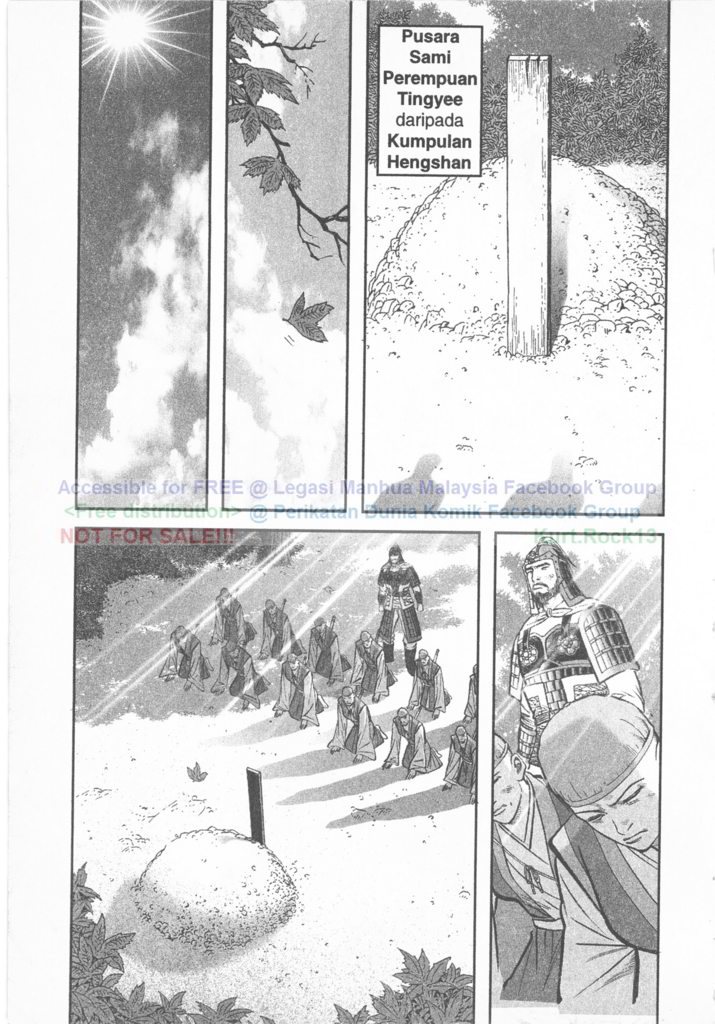 Pusara
Sami
Perempuan
Tingyee
daripada
Kumpulan
Hengshan
Accessible for FREE @ Legasi Manhua Malaysia Facebook Group
<Free distribution> @ Perikatan Dunia Komik Facebook Group
NOT FOR SALE!!! Kurt.Rock13